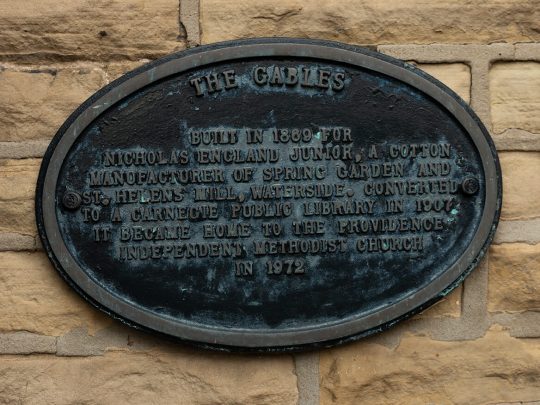 THE GABLES
BUILT IN 1869 FOR
NICHOLAS ENGLAND JUNIOR, A COTTON
MANUFACTURER OF SPRING GARDEN AND
ST. HELENS MILL, WATERSIDE. CONVERTED
TO A CARNEGIE PUBLIC LIBRARY IN 1907
IT BECAME HOME TO THE PROVIDENCE
INDEPENDENT METHODIST CHURCH
IN 1972